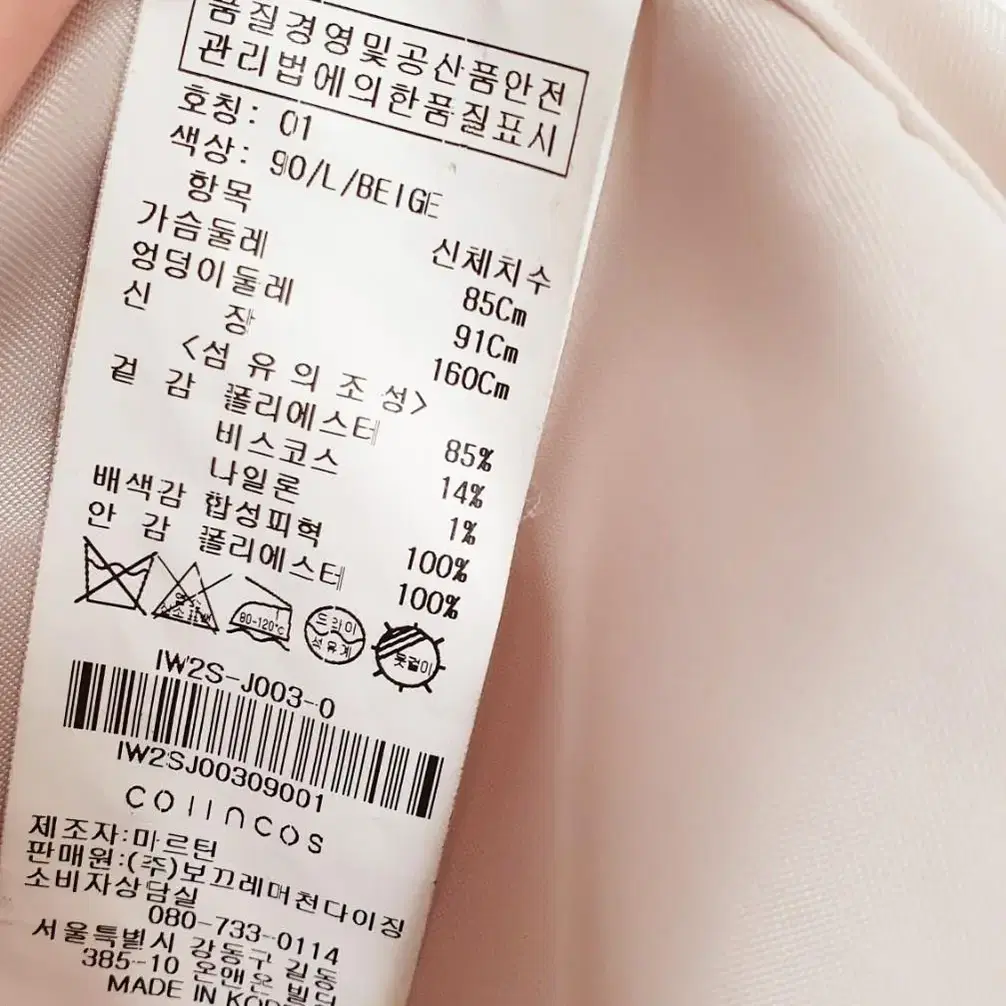 품질경영및공산품안전
관리법에의한품질표시
호칭: 01
색상: 90/L/BEIGE
항목 신체치수
가슴둘레 85Cm
엉덩이둘레 91Cm
신 장 160Cm
<섬유의조성>
겉 감 폴리에스터 85%
비스코스 14%
나일론 1%
배색감 합성피혁 100%
안 감 폴리에스터 100%
80-120℃
드라이
석유계
옷걸이
IW2S-J003-0
IW2SJ00309001
COIINCOS
제조자:마르턴
판매원:(주)보끄레머천다이징
소비자상담실
080-733-0114
서울특별시 강동구 길동
385-10 온앤온 빌딩
MADE IN